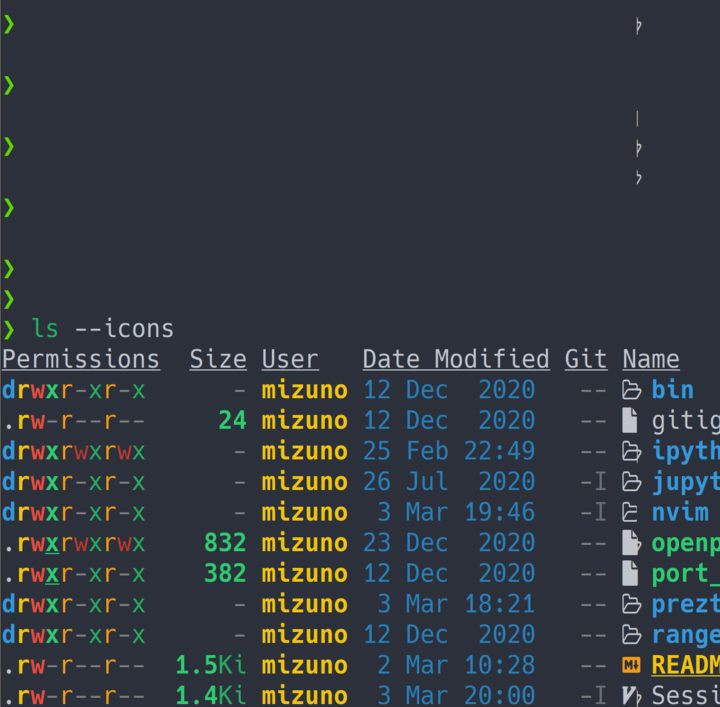 ❯
❯
❯
❯
❯
❯
❯ ls --icons
Permissions Size User Date Modified Git Name
drwxr-xr-x - mizuno 12 Dec 2020 -- bin
.rw-r--r-- 24 mizuno 12 Dec 2020 -- gitig
drwxrwxrwx - mizuno 25 Feb 22:49 -- ipyth
drwxr-xr-x - mizuno 26 Jul 2020 -I jupyt
drwxr-xr-x - mizuno 3 Mar 19:46 -I nvim
.rwxrwxrwx 832 mizuno 23 Dec 2020 -- openp
.rwxr-xr-x 382 mizuno 12 Dec 2020 -- port_
drwxr-xr-x - mizuno 3 Mar 18:21 -- prezt
drwxr-xr-x - mizuno 12 Dec 2020 -- range
.rw-r--r-- 1.5Ki mizuno 2 Mar 10:28 -- READM
.rw-r--r-- 1.4Ki mizuno 3 Mar 20:00 -I Sessi